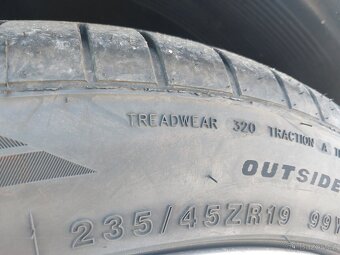 TREADWEAR 320 TRACTION A
OUTSIDE
235/45ZR19